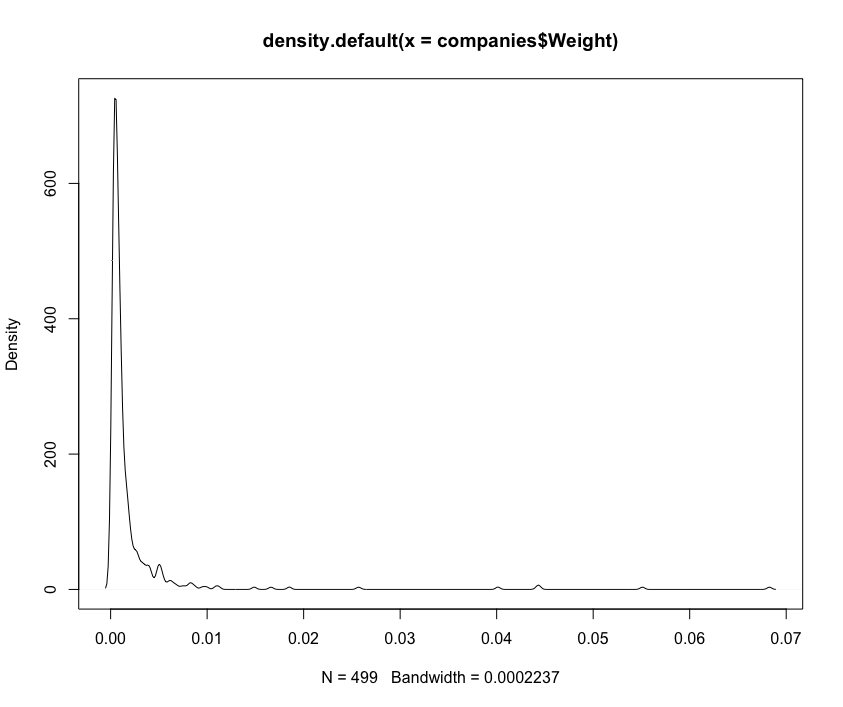 density.default(x = companies$Weight)
Density
600
400
200
0
0.00 0.01 0.02 0.03 0.04 0.05 0.06 0.07
N = 499 Bandwidth = 0.0002237